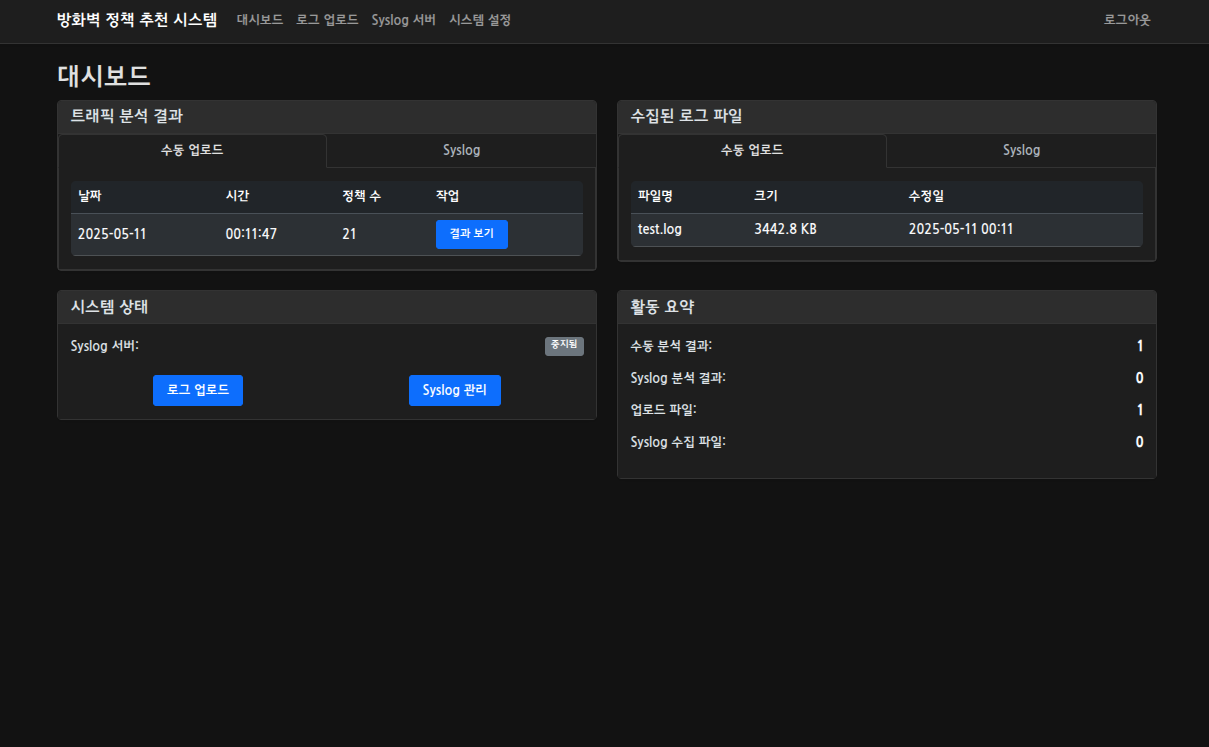 방화벽 정책 추천 시스템 대시보드 로그 업로드 Syslog 서버 시스템 설정 로그아웃
대시보드
트래픽 분석 결과
수동 업로드 Syslog
날짜 시간 정책 수 작업
2025-05-11 00:11:47 21 결과 보기
수집된 로그 파일
수동 업로드 Syslog
파일명 크기 수정일
test.log 3442.8 KB 2025-05-11 00:11
시스템 상태
Syslog 서버: 중지됨
로그 업로드 Syslog 관리
활동 요약
수동 분석 결과: 1
Syslog 분석 결과: 0
업로드 파일: 1
Syslog 수집 파일: 0